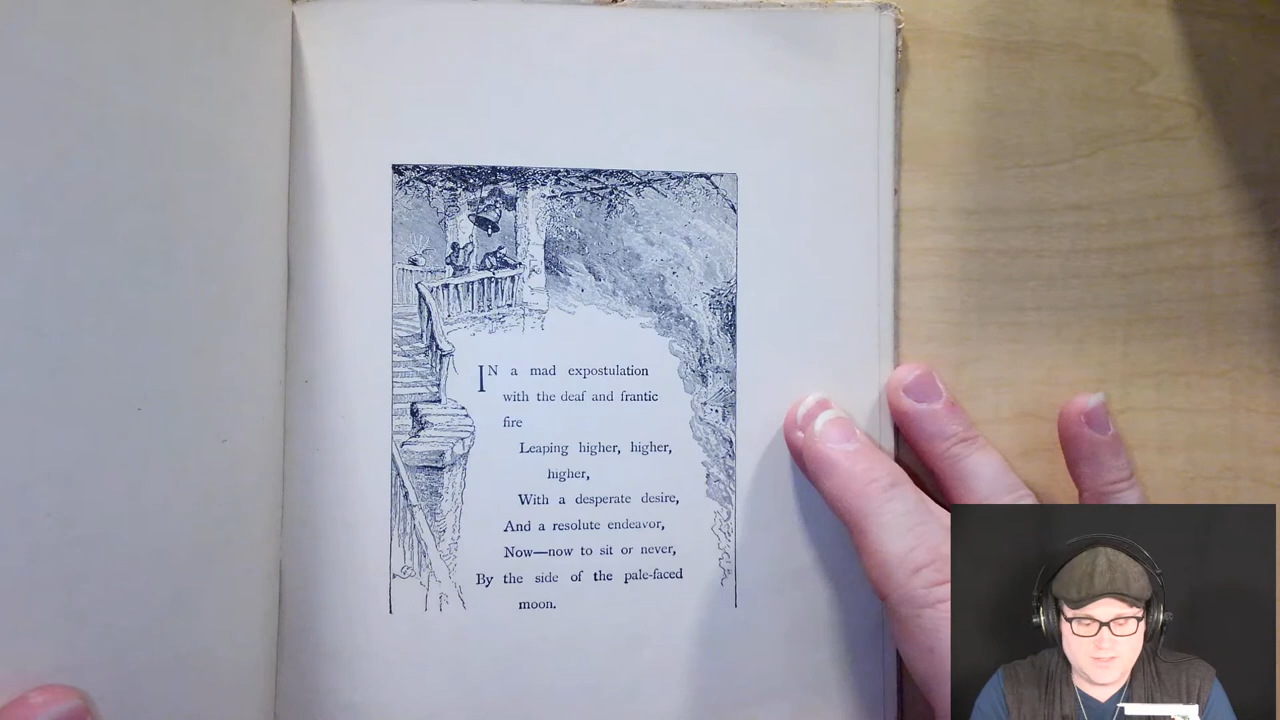 IN a mad expostulation
with the deaf and frantic
fire
Leaping higher, higher,
higher,
With a desperate desire,
And a resolute endeavor,
Now—now to sit or never,
By the side of the pale-faced
moon.